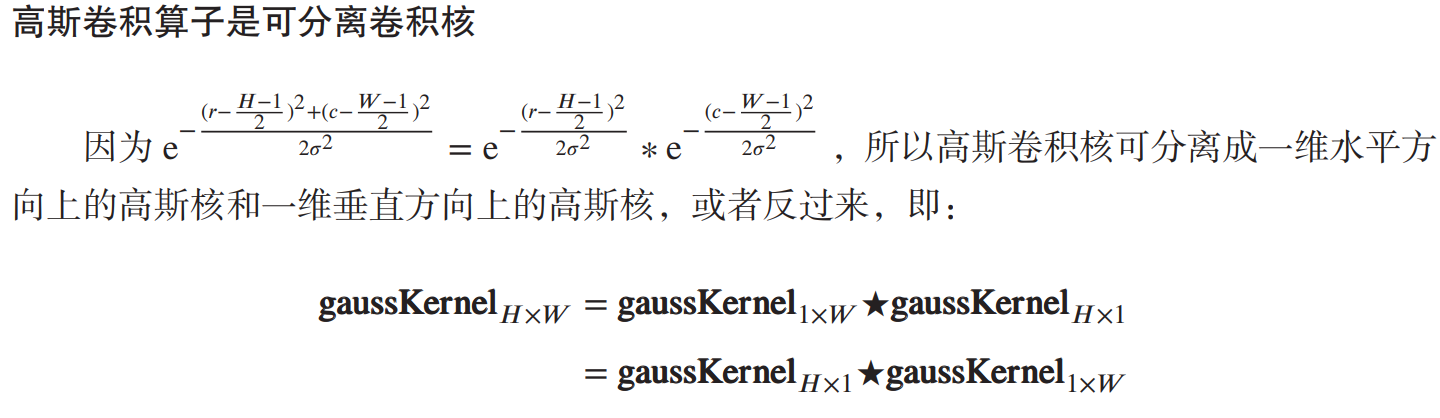 高斯卷积算子是可分离卷积核
因为 $\mathrm{e}^{-\frac{(r-\frac{H-1}{2})^2+(c-\frac{W-1}{2})^2}{2\sigma^2}} = \mathrm{e}^{-\frac{(r-\frac{H-1}{2})^2}{2\sigma^2}} * \mathrm{e}^{-\frac{(c-\frac{W-1}{2})^2}{2\sigma^2}}$，所以高斯卷积核可分离成一维水平方
向上的高斯核和一维垂直方向上的高斯核，或者反过来，即：
$\mathbf{gaussKernel}_{H\times W} = \mathbf{gaussKernel}_{1\times W} \bigstar \mathbf{gaussKernel}_{H\times 1}$
$= \mathbf{gaussKernel}_{H\times 1} \bigstar \mathbf{gaussKernel}_{1\times W}$